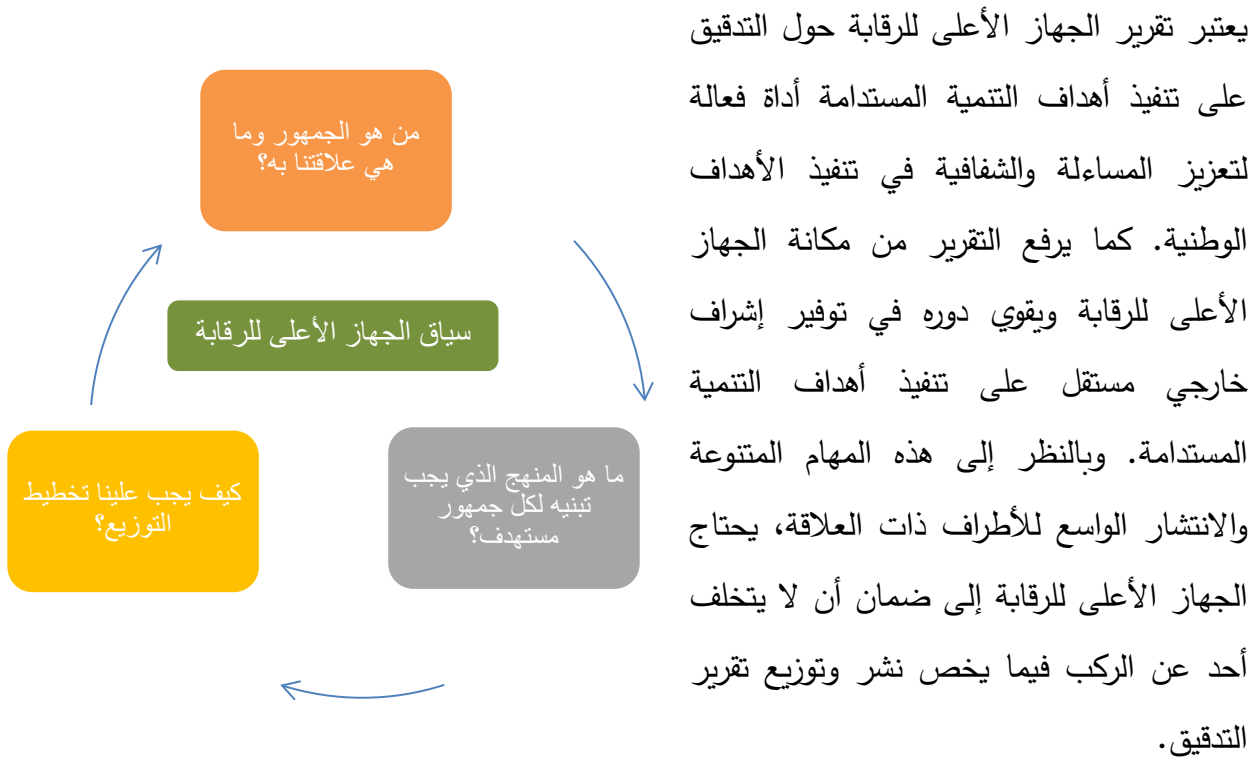 يعتبر تقرير الجهاز الأعلى للرقابة حول التدقيق
على تنفيذ أهداف التنمية المستدامة أداة فعالة
لتعزيز المساءلة والشفافية في تنفيذ الأهداف
الوطنية. كما يرفع التقرير من مكانة الجهاز
الأعلى للرقابة ويقوي دوره في توفير إشراف
خارجي مستقل على تنفيذ أهداف التنمية
المستدامة. وبالنظر إلى هذه المهام المتنوعة
والانتشار الواسع للأطراف ذات العلاقة، يحتاج
الجهاز الأعلى للرقابة إلى ضمان أن لا يتخلف
أحد عن الركب فيما يخص نشر وتوزيع تقرير
التدقيق.
من هو الجمهور وما
هي علاقتنا به؟
سياق الجهاز الأعلى للرقابة
ما هو المنهج الذي يجب
تبنيه لكل جمهور
مستهدف؟
كيف يجب علينا تخطيط
التوزيع؟